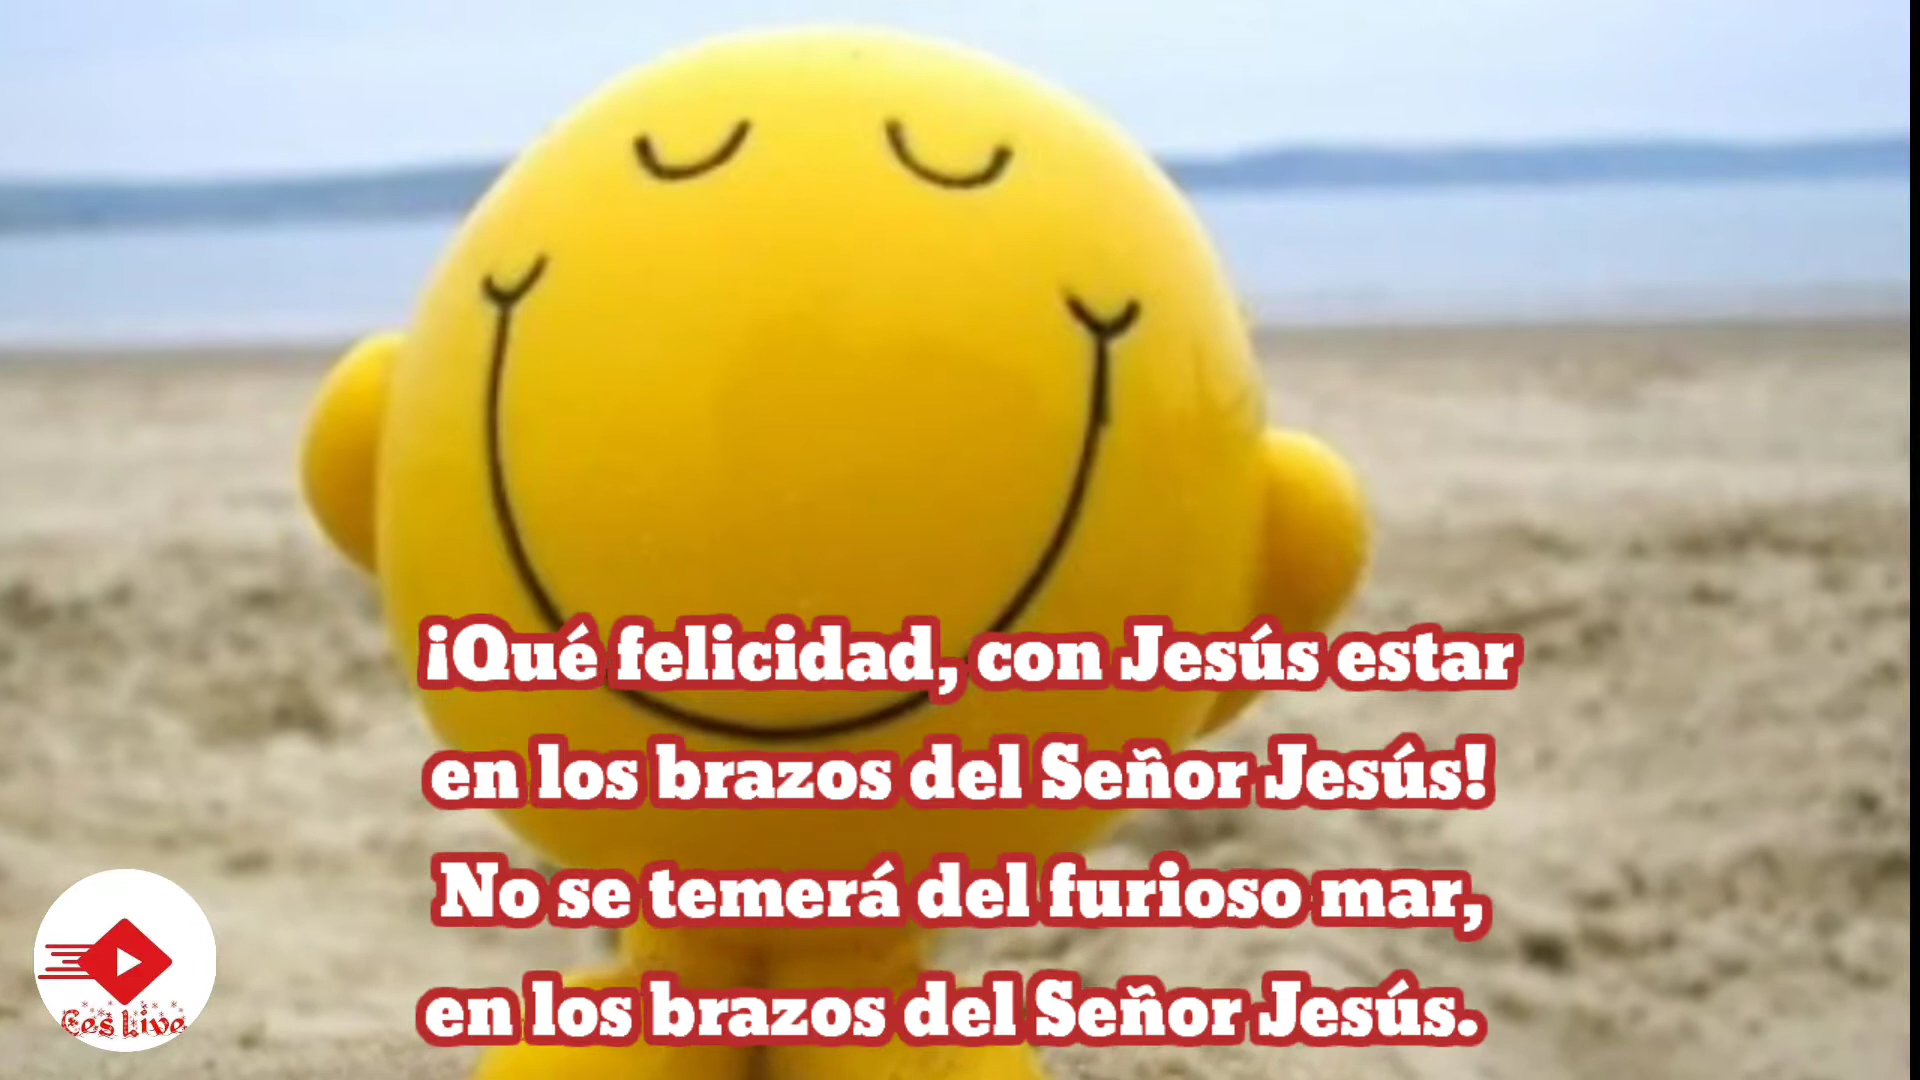 ¡Qué felicidad, con Jesús estar
en los brazos del Señor Jesús!
No se temerá del furioso mar,
en los brazos del Señor Jesús.
Ces Live